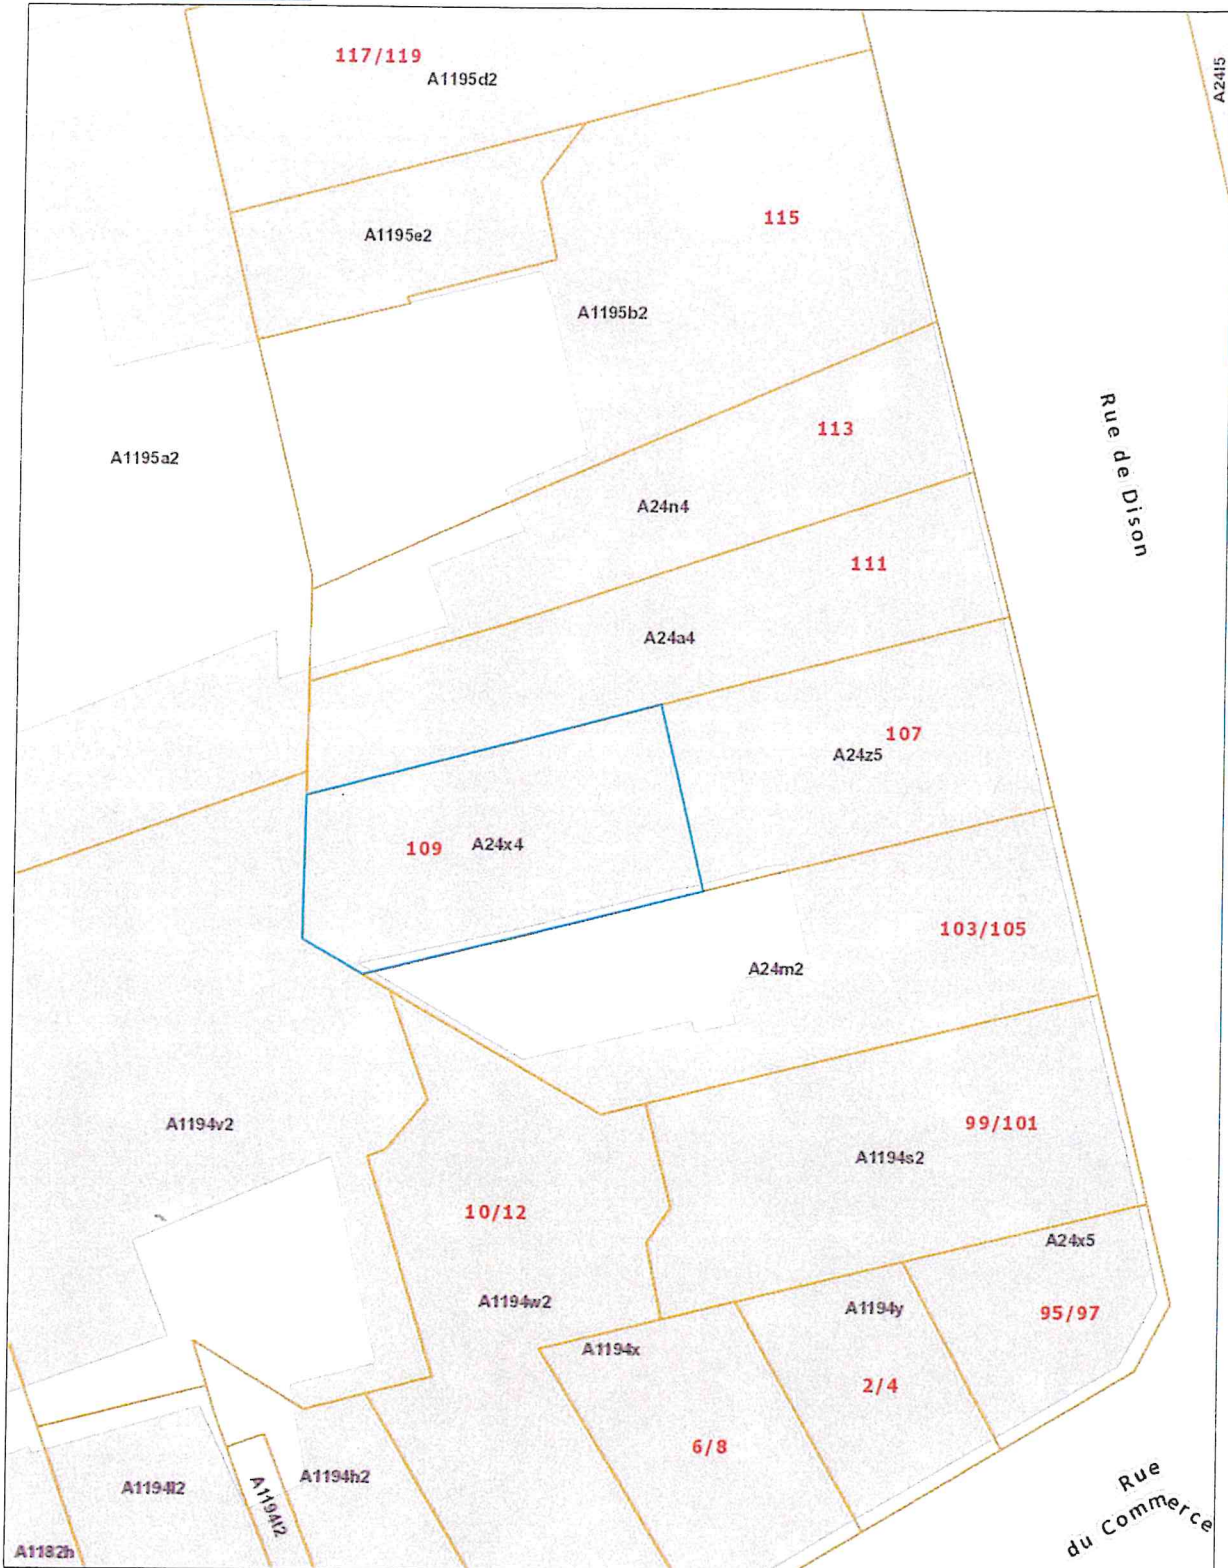 117/119
A1195d2
A24l5
A1195e2
115
A1195b2
113
Rue de Dison
A1195a2
A24n4
111
A24a4
107
A24z5
109
A24x4
103/105
A24m2
A1194v2
99/101
A1194s2
10/12
A24x5
A1194w2
A1194y
95/97
A1194x
2/4
6/8
A1194h2
A1194l2
A1194t2
Rue
du Commerce
A1182h